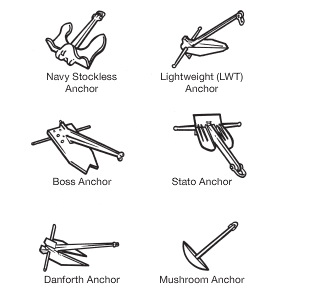 Navy Stockless
Anchor
Lightweight (LWT)
Anchor
Boss Anchor
Stato Anchor
Danforth Anchor
Mushroom Anchor